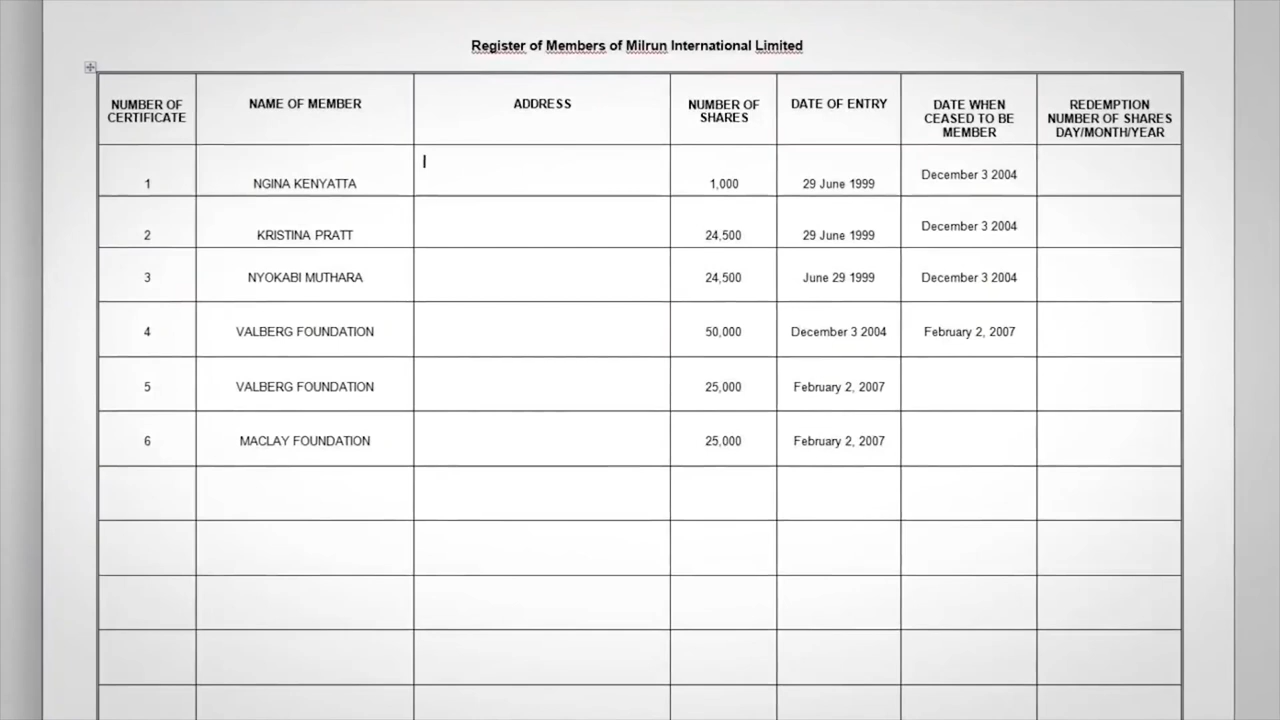 Register of Members of Milrun International Limited
NUMBER OF CERTIFICATE NAME OF MEMBER ADDRESS NUMBER OF SHARES DATE OF ENTRY DATE WHEN CEASED TO BE MEMBER REDEMPTION NUMBER OF SHARES DAY/MONTH/YEAR
1 NGINA KENYATTA 1,000 29 June 1999 December 3 2004
2 KRISTINA PRATT 24,500 29 June 1999 December 3 2004
3 NYOKABI MUTHARA 24,500 June 29 1999 December 3 2004
4 VALBERG FOUNDATION 50,000 December 3 2004 February 2, 2007
5 VALBERG FOUNDATION 25,000 February 2, 2007
6 MACLAY FOUNDATION 25,000 February 2, 2007